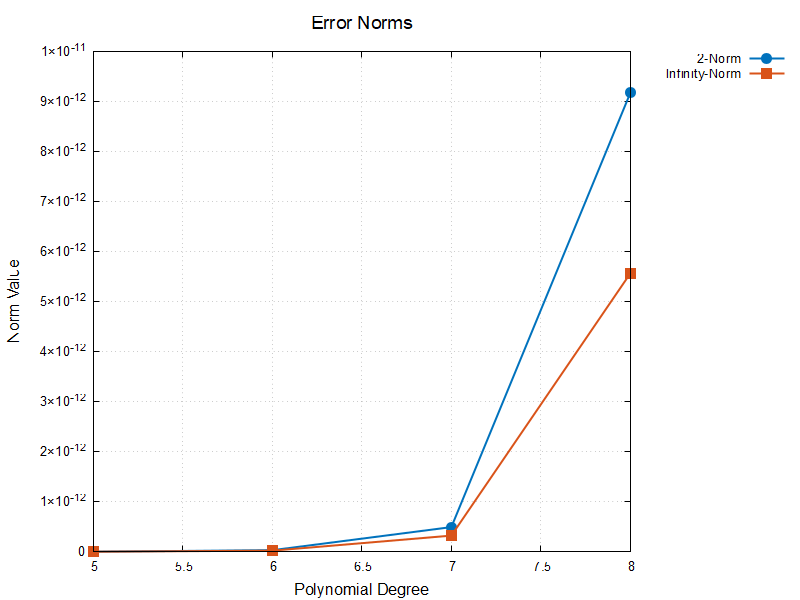 Error Norms
2-Norm
Infinity-Norm
1×10⁻¹¹
9×10⁻¹²
8×10⁻¹²
7×10⁻¹²
6×10⁻¹²
5×10⁻¹²
4×10⁻¹²
3×10⁻¹²
2×10⁻¹²
1×10⁻¹²
0
Norm Value
5 5.5 6 6.5 7 7.5 8
Polynomial Degree